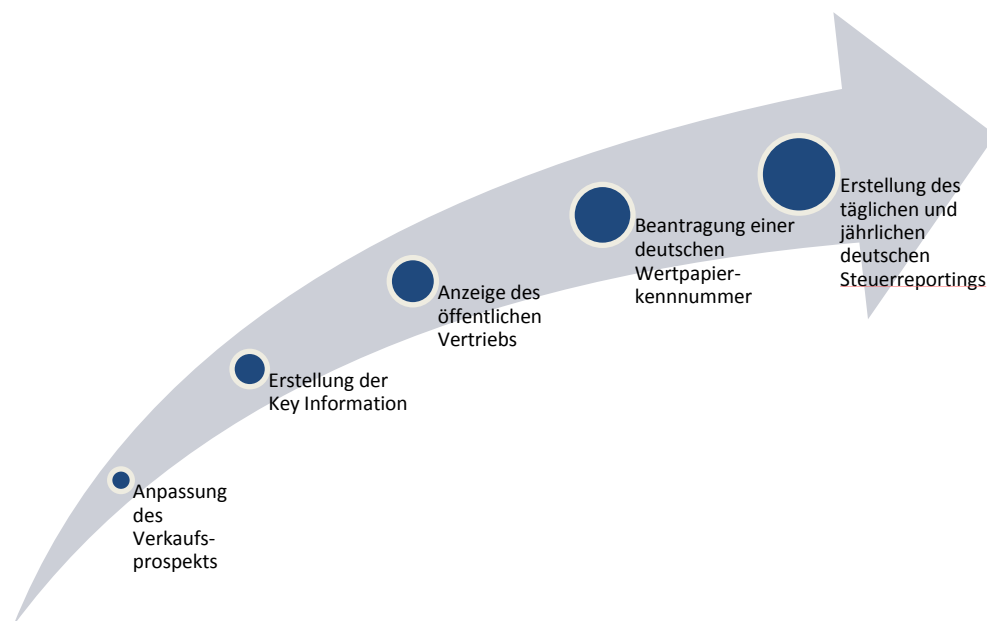 Anpassung
des
Verkaufs-
prospekts
Erstellung der
Key Information
Anzeige des
öffentlichen
Vertriebs
Beantragung einer
deutschen
Wertpapier-
kennnummer
Erstellung des
täglichen und
jährlichen
deutschen
Steuerreportings